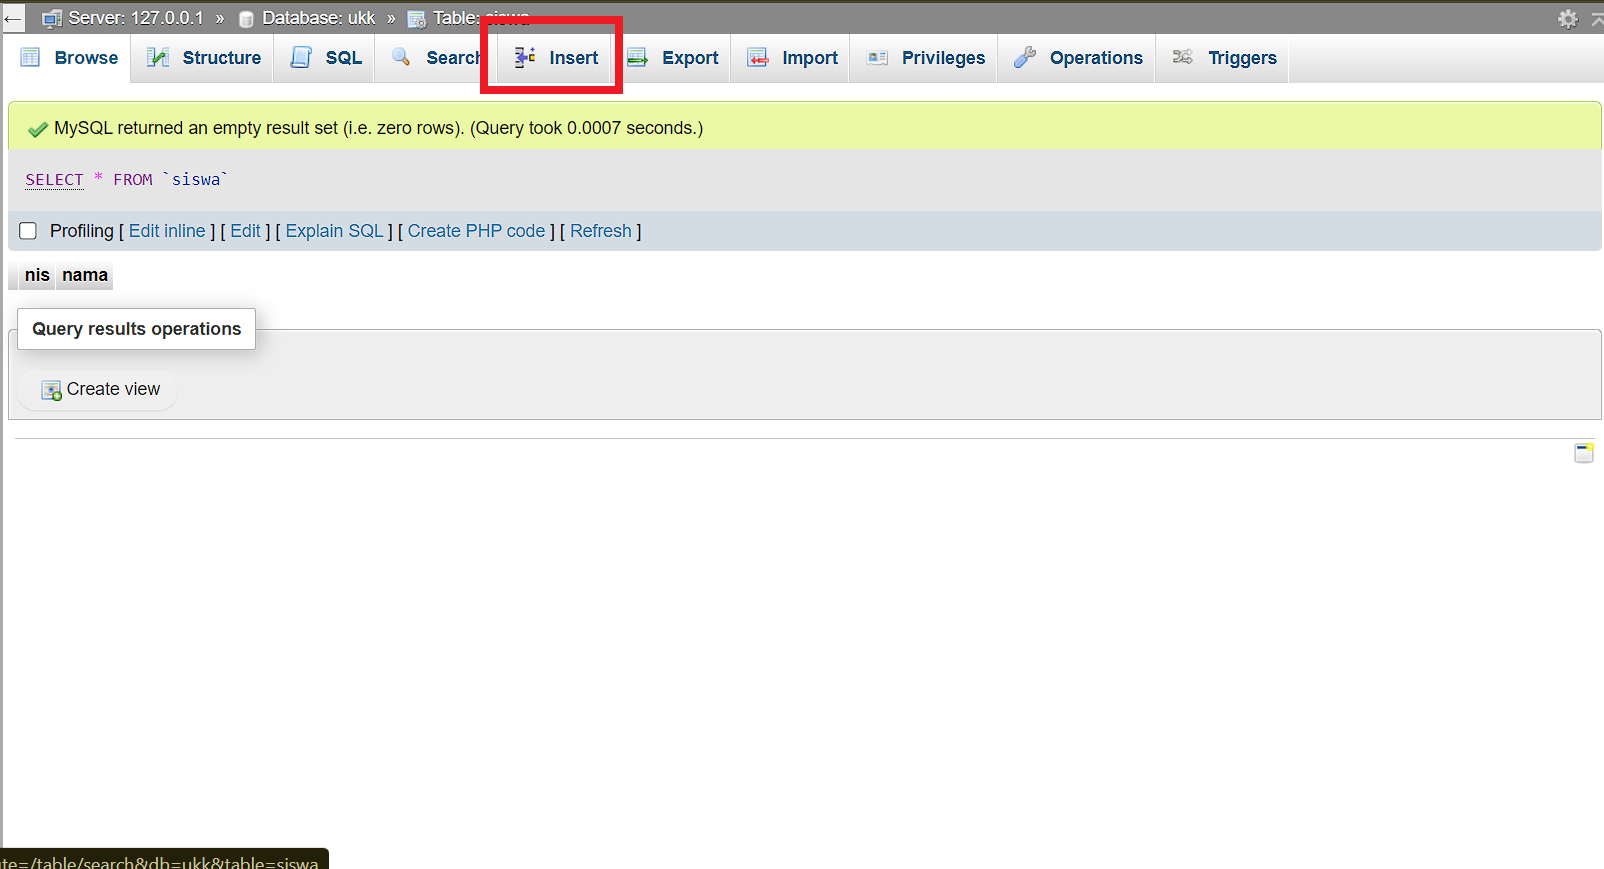 Server: 127.0.0.1 » Database: ukk » Table: siswa
Browse Structure SQL Search Insert Export Import Privileges Operations Triggers
MySQL returned an empty result set (i.e. zero rows). (Query took 0.0007 seconds.)
SELECT * FROM `siswa`
Profiling [ Edit inline ] [ Edit ] [ Explain SQL ] [ Create PHP code ] [ Refresh ]
nis nama
Query results operations
Create view
te=/table/search&db=ukk&table=siswa